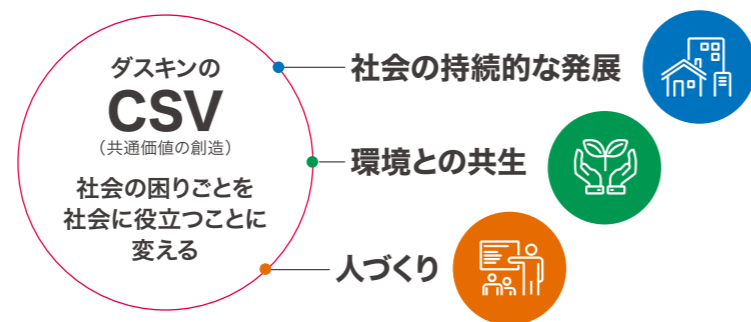 ダスキンの
CSV
（共通価値の創造）
社会の困りごとを
社会に役立つことに
変える
社会の持続的な発展
環境との共生
人づくり